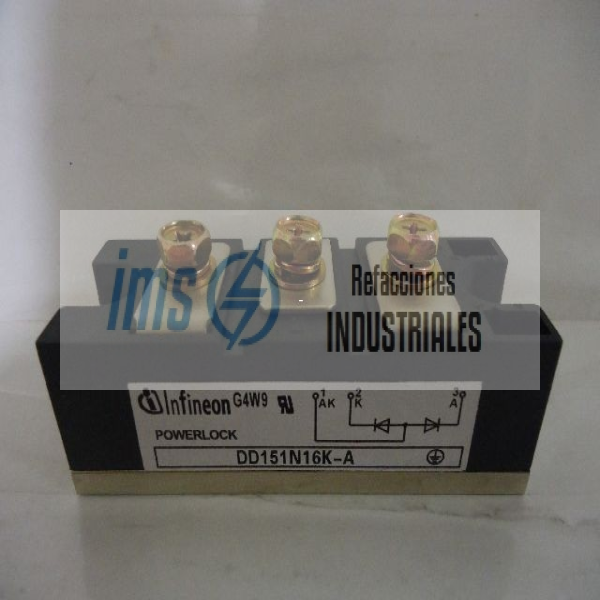 ims
Refacciones
INDUSTRIALES
Infineon G4W9
1 2 3
AK K A
POWERLOCK
DD151N16K-A